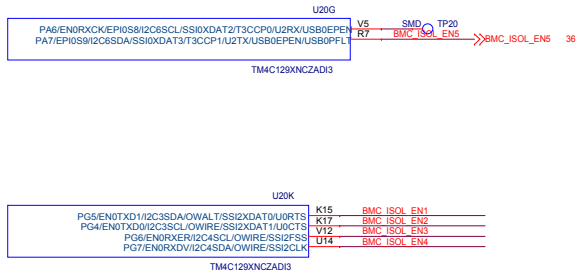 U20G
PA6/EN0RXCK/EPI0S8/I2C6SCL/SSI0XDAT2/T3CCP0/U2RX/USB0EPEN V5 SMD TP20
PA7/EPI0S9/I2C6SDA/SSI0XDAT3/T3CCP1/U2TX/USB0EPEN/USB0PFLT R7 BMC_ISOL_EN5 BMC_ISOL_EN5 36
TM4C129XNCZADI3
U20K
PG5/EN0TXD1/I2C3SDA/OWALT/SSI2XDAT0/U0RTS K15 BMC_ISOL_EN1
PG4/EN0TXD0/I2C3SCL/OWIRE/SSI2XDAT1/U0CTS K17 BMC_ISOL_EN2
PG6/EN0RXER/I2C4SCL/OWIRE/SSI2FSS V12 BMC_ISOL_EN3
PG7/EN0RXDV/I2C4SDA/OWIRE/SSI2CLK U14 BMC_ISOL_EN4
TM4C129XNCZADI3